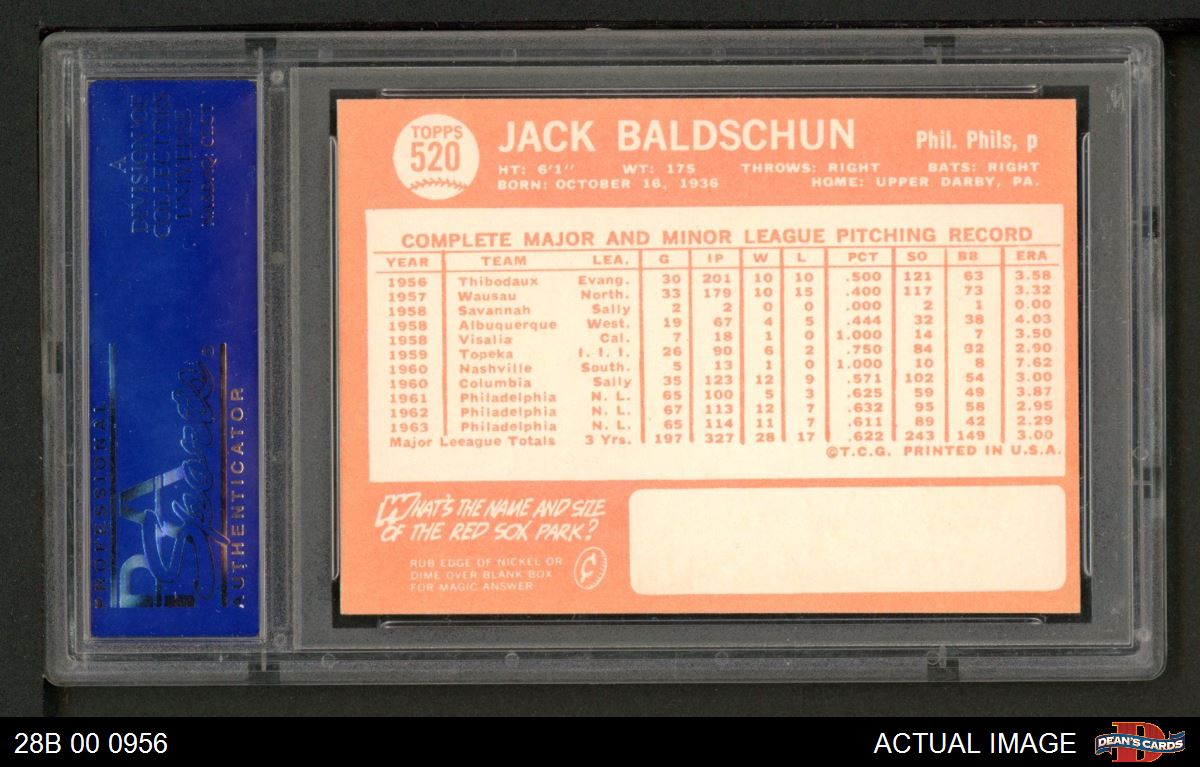 A
DIVISION OF
COLLECTORS
UNIVERSE
NASDAQ:CLCT
PROFESSIONAL
PSA
Sports
AUTHENTICATOR
TOPPS
520
JACK BALDSCHUN
Phil. Phils, p
HT: 6'1" WT: 175 THROWS: RIGHT BATS: RIGHT
BORN: OCTOBER 16, 1936 HOME: UPPER DARBY, PA.
COMPLETE MAJOR AND MINOR LEAGUE PITCHING RECORD
YEAR TEAM LEA. G IP W L PCT SO BB ERA
1956 Thibodaux Evang. 30 201 10 10 .500 121 63 3.58
1957 Wausau North. 33 179 10 15 .400 117 73 3.32
1958 Savannah Sally 2 2 0 0 .000 2 1 0.00
1958 Albuquerque West. 19 67 4 5 .444 32 38 4.03
1958 Visalia Cal. 7 18 1 0 1.000 14 7 3.50
1959 Topeka I. I. I. 26 90 6 2 .750 84 32 2.90
1960 Nashville South. 5 13 1 0 1.000 10 8 7.62
1960 Columbia Sally 35 123 12 9 .571 102 54 3.00
1961 Philadelphia N. L. 65 100 5 3 .625 59 49 3.87
1962 Philadelphia N. L. 67 113 12 7 .632 95 58 2.95
1963 Philadelphia N. L. 65 114 11 7 .611 89 42 2.29
Major Leeague Totals 3 Yrs. 197 327 28 17 .622 243 149 3.00
©T.C.G. PRINTED IN U.S.A.
WHAT'S THE NAME AND SIZE
OF THE RED SOX PARK?
RUB EDGE OF NICKEL OR
DIME OVER BLANK BOX
FOR MAGIC ANSWER
28B 00 0956
ACTUAL IMAGE
D
DEAN'S CARDS